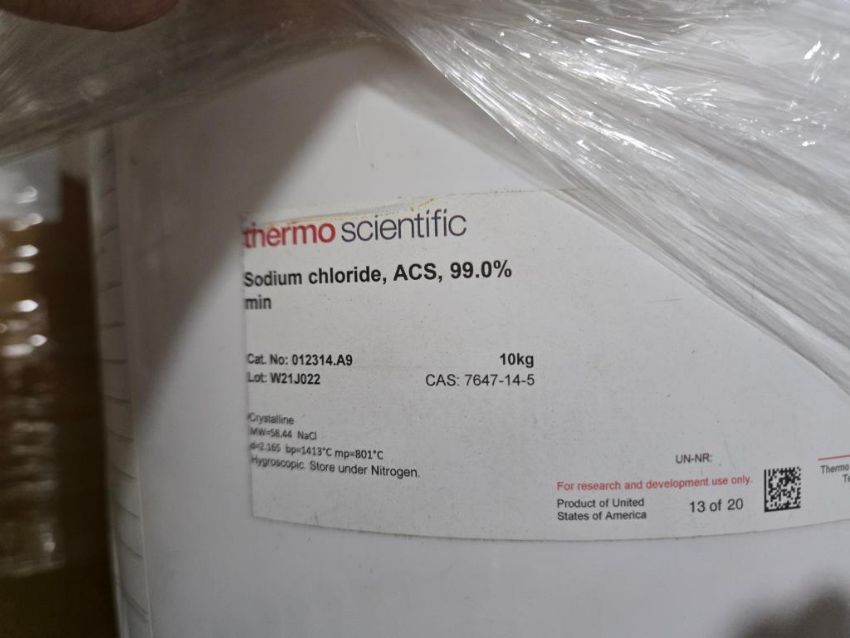 thermo scientific
Sodium chloride, ACS, 99.0%
min
Cat. No: 012314.A9 10kg
Lot: W21J022 CAS: 7647-14-5
Crystalline
MW=58.44 NaCl
d=2.165 bp=1413°C mp=801°C
Hygroscopic. Store under Nitrogen.
UN-NR:
For research and development use only.
Product of United
States of America
13 of 20
Thermo